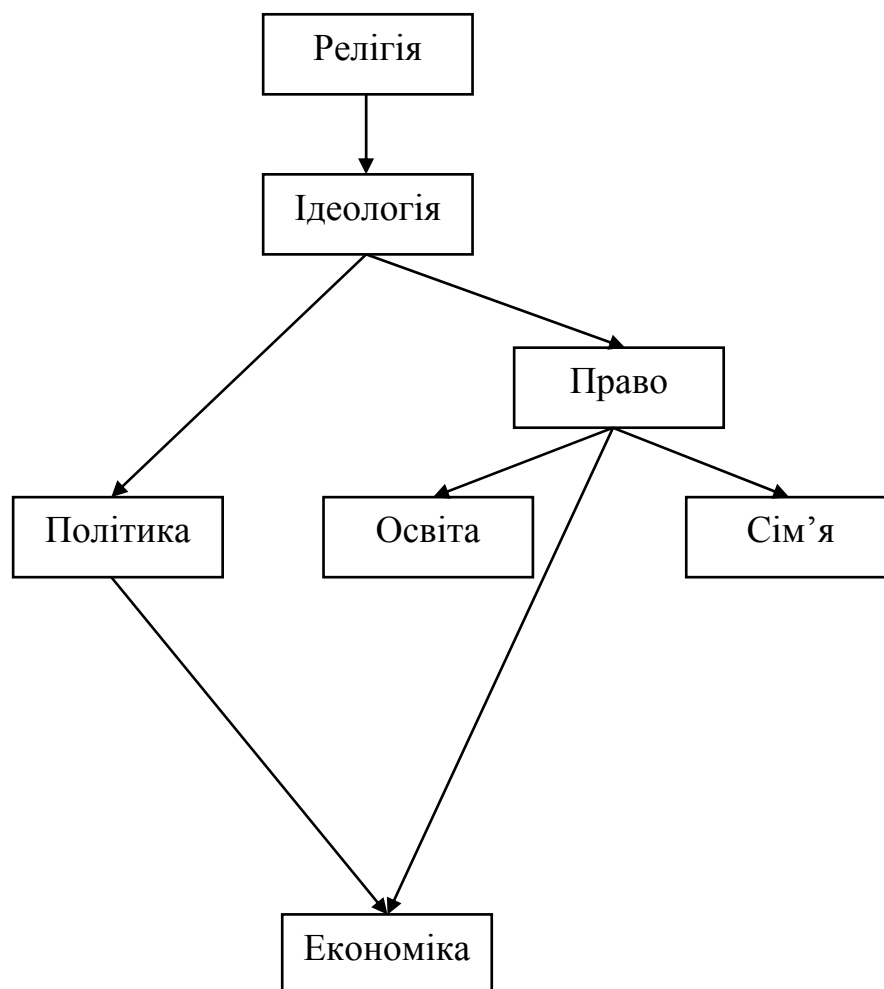 Релігія
Ідеологія
Право
Політика
Освіта
Сім’я
Економіка